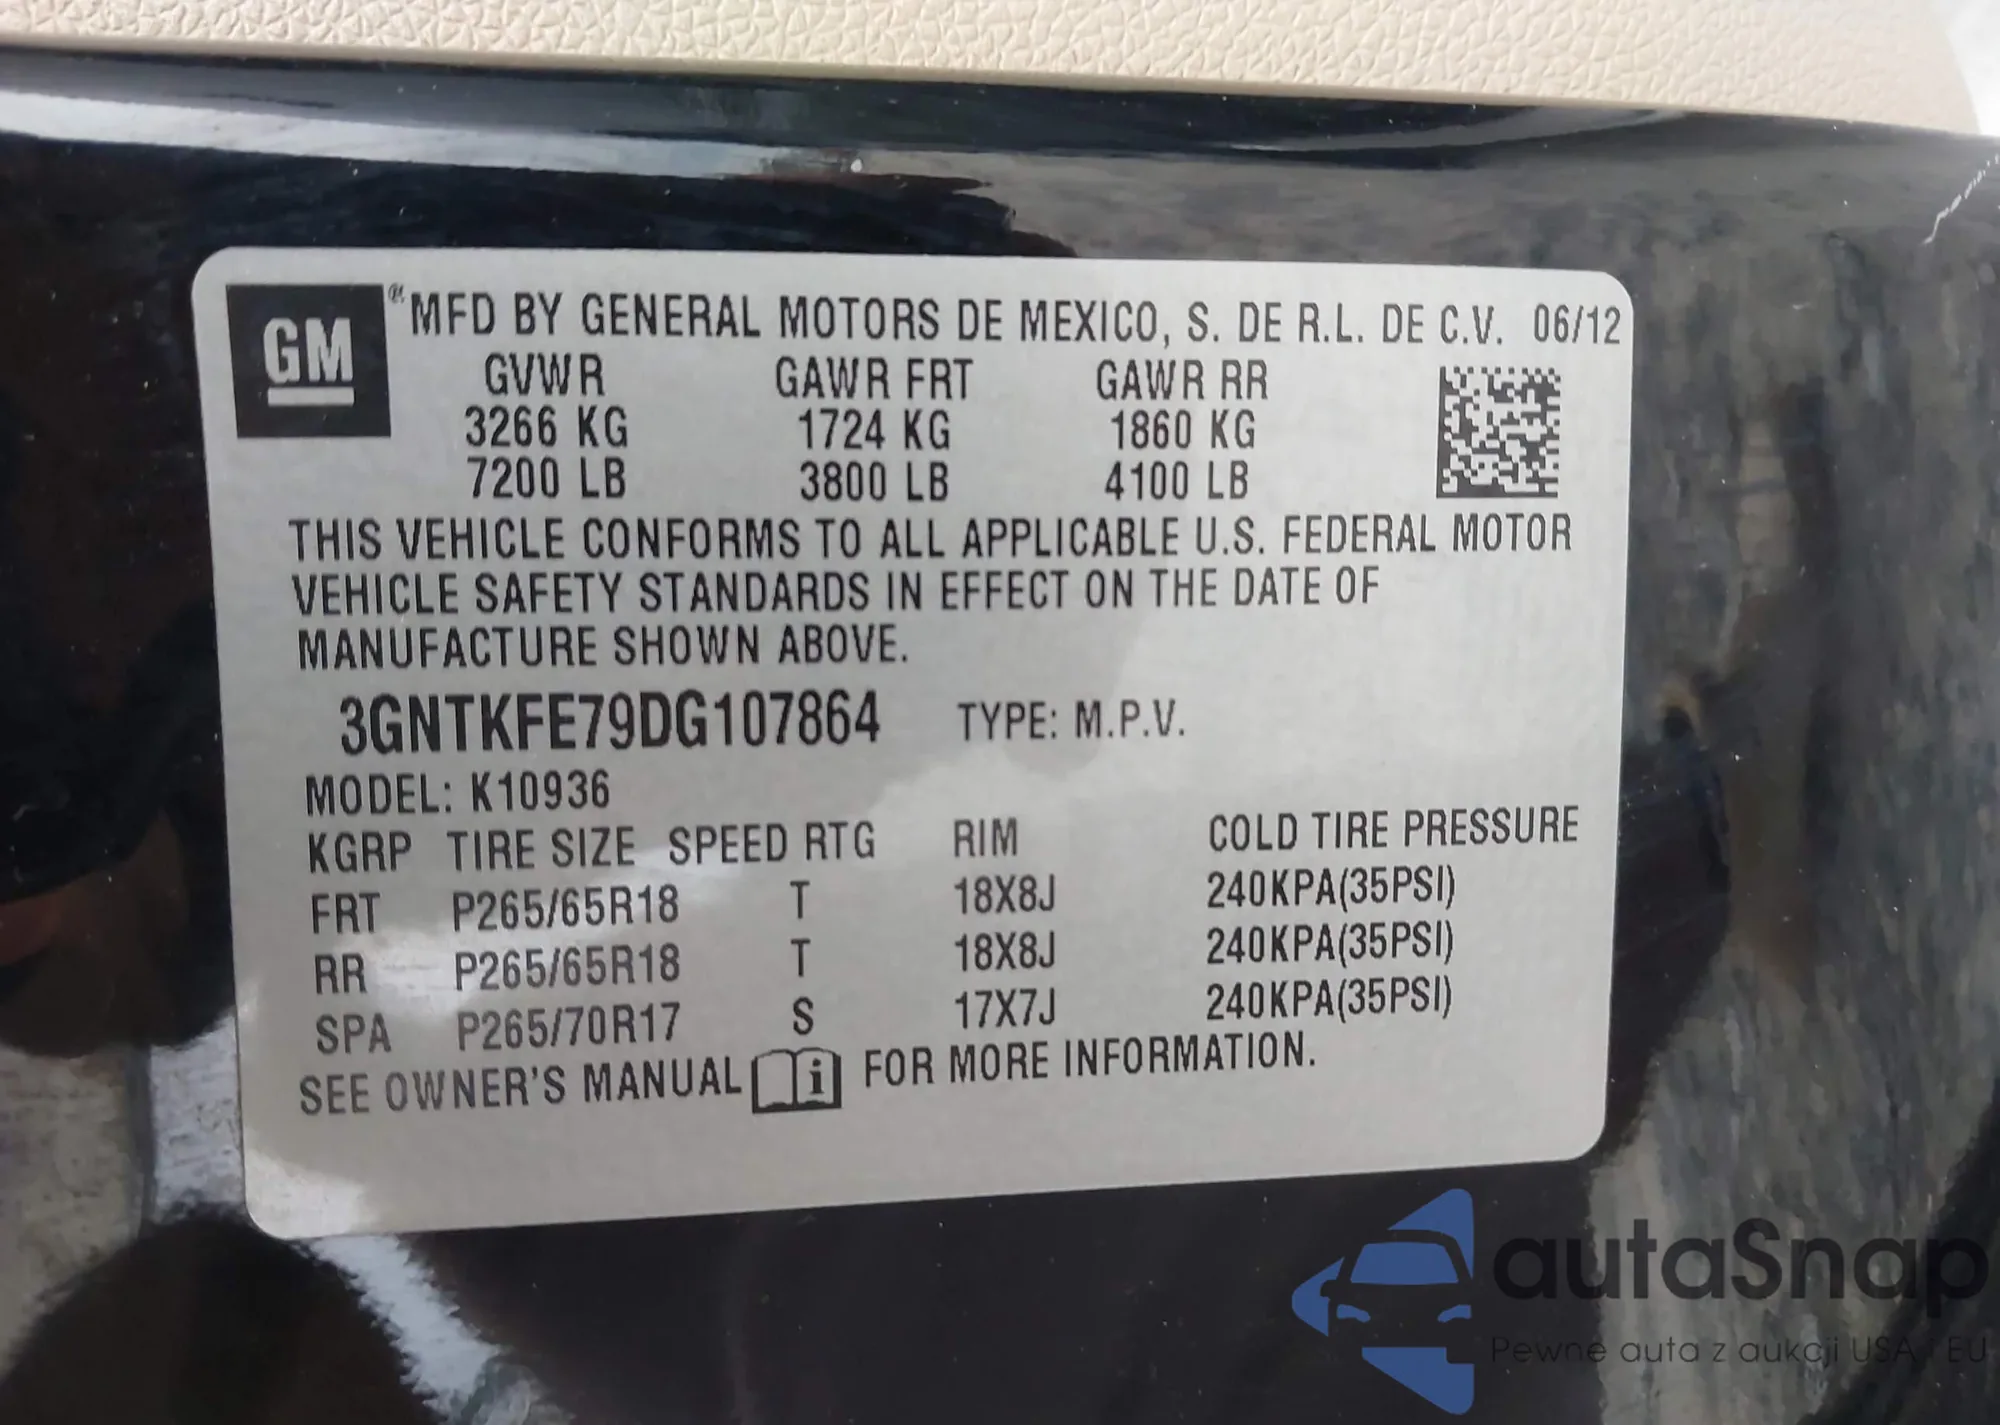 GM ® MFD BY GENERAL MOTORS DE MEXICO, S. DE R.L. DE C.V. 06/12
GVWR GAWR FRT GAWR RR
3266 KG 1724 KG 1860 KG
7200 LB 3800 LB 4100 LB
THIS VEHICLE CONFORMS TO ALL APPLICABLE U.S. FEDERAL MOTOR
VEHICLE SAFETY STANDARDS IN EFFECT ON THE DATE OF
MANUFACTURE SHOWN ABOVE.
3GNTKFE79DG107864 TYPE: M.P.V.
MODEL: K10936
KGRP TIRE SIZE SPEED RTG RIM COLD TIRE PRESSURE
FRT P265/65R18 T 18X8J 240KPA(35PSI)
RR P265/65R18 T 18X8J 240KPA(35PSI)
SPA P265/70R17 S 17X7J 240KPA(35PSI)
SEE OWNER'S MANUAL i FOR MORE INFORMATION.
autaSnap
Pewne auta z aukcji USA i EU